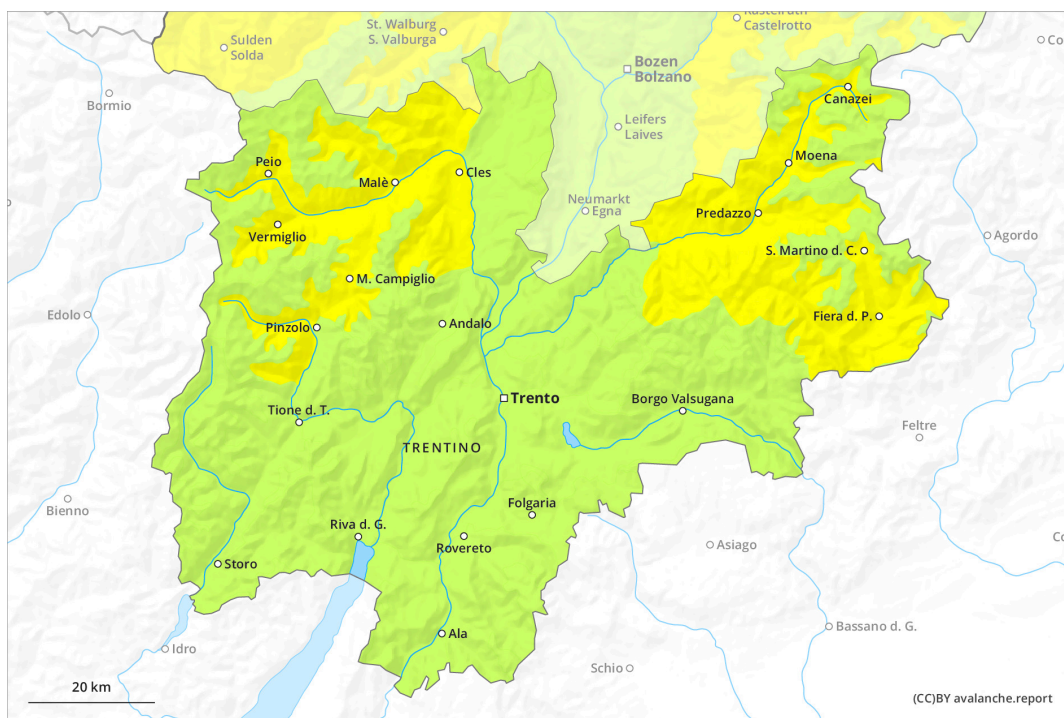 St. Walburg
S. Valburga
Kastelruth
Castelrotto
Sulden
Solda
Bozen
Bolzano
Bormio
Canazei
Leifers
Laives
Peio
Moena
Malè
Cles
Neumarkt
Egna
Predazzo
Vermiglio
Agordo
S. Martino d. C.
M. Campiglio
Edolo
Pinzolo
Andalo
Fiera d. P.
Trento
Borgo Valsugana
Tione d. T.
Feltre
TRENTINO
Bienno
Folgaria
Riva d. G.
Rovereto
Asiago
Storo
Ala
Bassano d. G.
Idro
Schio
20 km
(CC)BY avalanche.report